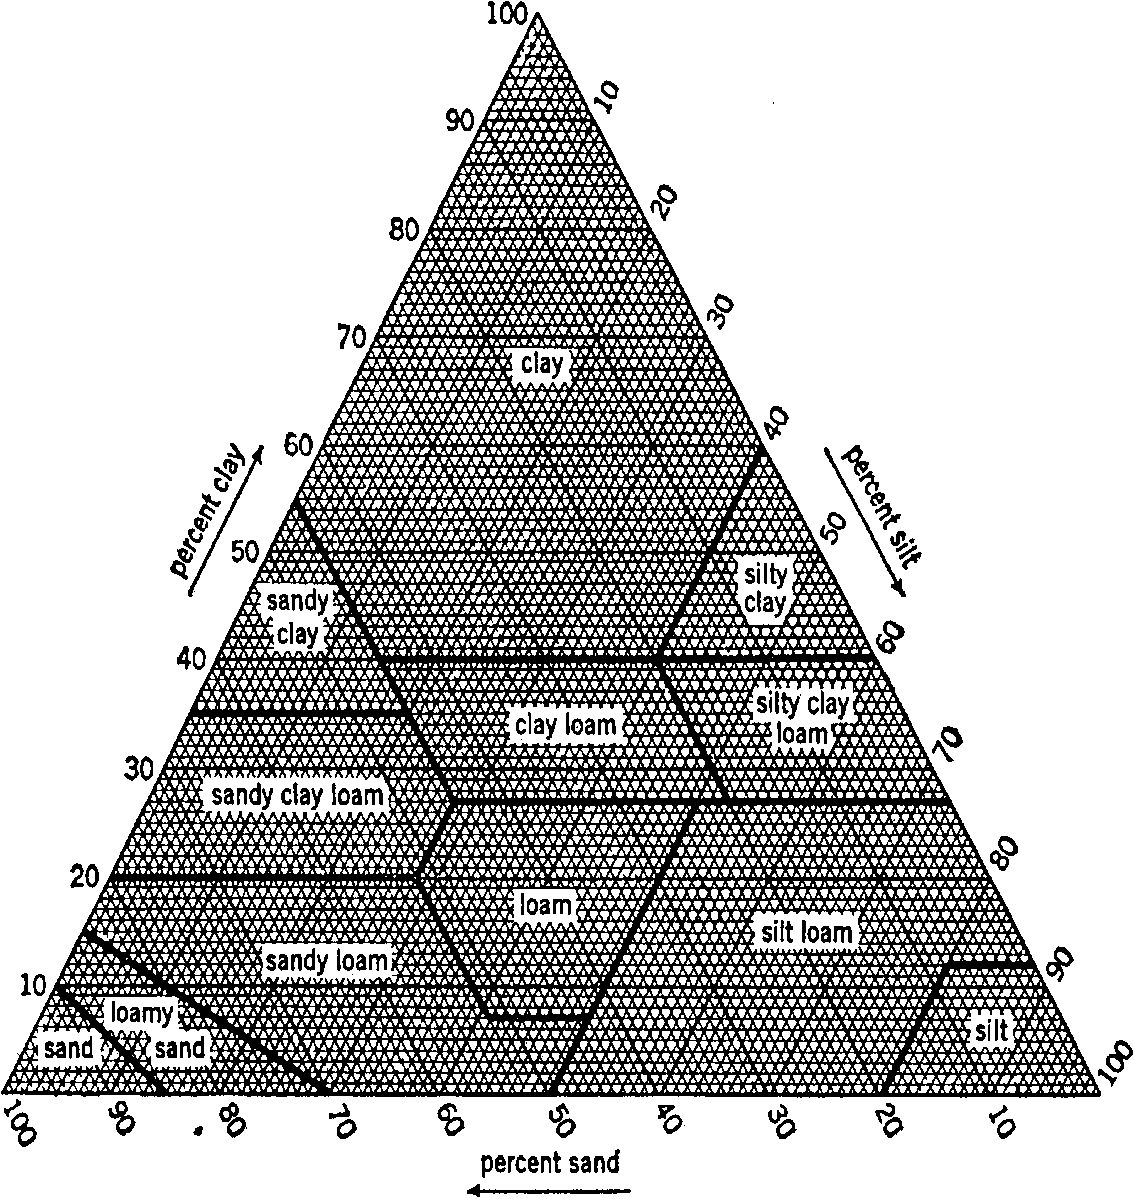 100
10
90
20
80
30
70
clay
40
60
percent clay
percent silt
50
50
silty
clay
sandy
clay
60
40
silty clay
loam
clay loam
70
30
sandy clay loam
80
20
loam
silt loam
sandy loam
90
10
loamy
sand
silt
sand
100
100
90
80
70
60
50
40
30
20
10
percent sand